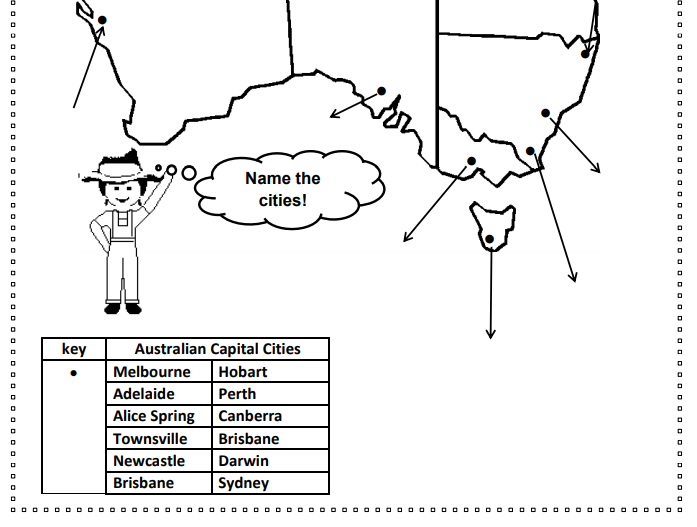 Name the
cities!
key Australian Capital Cities
Melbourne Hobart
Adelaide Perth
Alice Spring Canberra
Townsville Brisbane
Newcastle Darwin
Brisbane Sydney